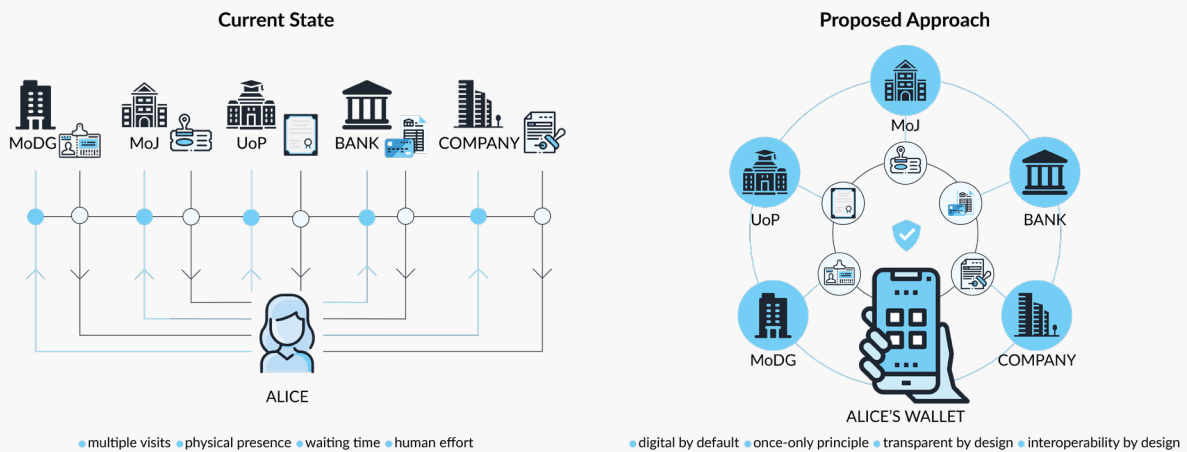 Current State
MoDG
MoJ
UoP
BANK
COMPANY
ALICE
multiple visits physical presence waiting time human effort
Proposed Approach
MoJ
UoP
BANK
MoDG
COMPANY
ALICE'S WALLET
digital by default once-only principle transparent by design interoperability by design